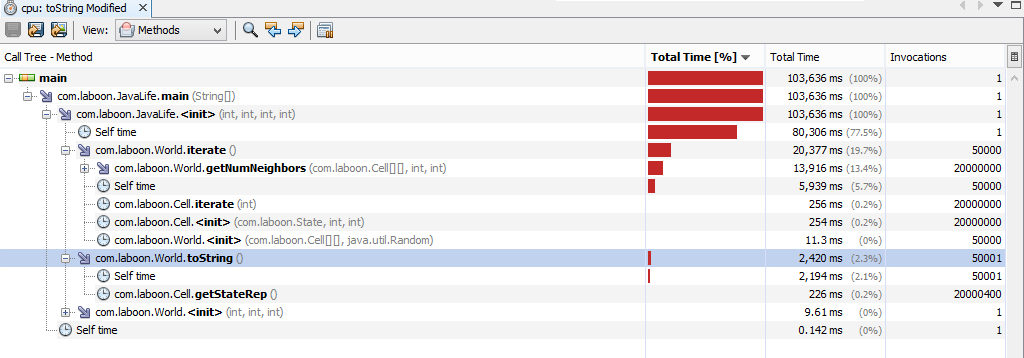 cpu: toString Modified
View: Methods
Call Tree - Method Total Time [%] Total Time Invocations
main 103,636 ms (100%) 1
com.laboon.JavaLife.main (String[]) 103,636 ms (100%) 1
com.laboon.JavaLife.<init> (int, int, int, int) 103,636 ms (100%) 1
Self time 80,306 ms (77.5%) 1
com.laboon.World.iterate () 20,377 ms (19.7%) 50000
com.laboon.World.getNumNeighbors (com.laboon.Cell[][], int, int) 13,916 ms (13.4%) 20000000
Self time 5,939 ms (5.7%) 50000
com.laboon.Cell.iterate (int) 256 ms (0.2%) 20000000
com.laboon.Cell.<init> (com.laboon.State, int, int) 254 ms (0.2%) 20000000
com.laboon.World.<init> (com.laboon.Cell[][], java.util.Random) 11.3 ms (0%) 50000
com.laboon.World.toString () 2,420 ms (2.3%) 50001
Self time 2,194 ms (2.1%) 50001
com.laboon.Cell.getStateRep () 226 ms (0.2%) 20000400
com.laboon.World.<init> (int, int, int) 9.61 ms (0%) 1
Self time 0.142 ms (0%) 1